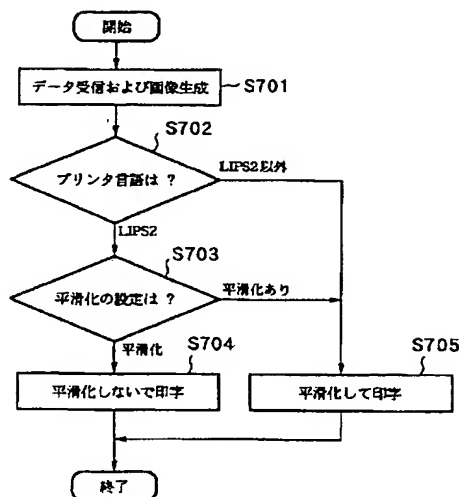 開始
データ受信および画像生成
S701
S702
プリンタ言語は ?
LIPS2以外
LIPS2
S703
平滑化の設定は ?
平滑化あり
平滑化
S704
平滑化しないで印字
S705
平滑化して印字
終了